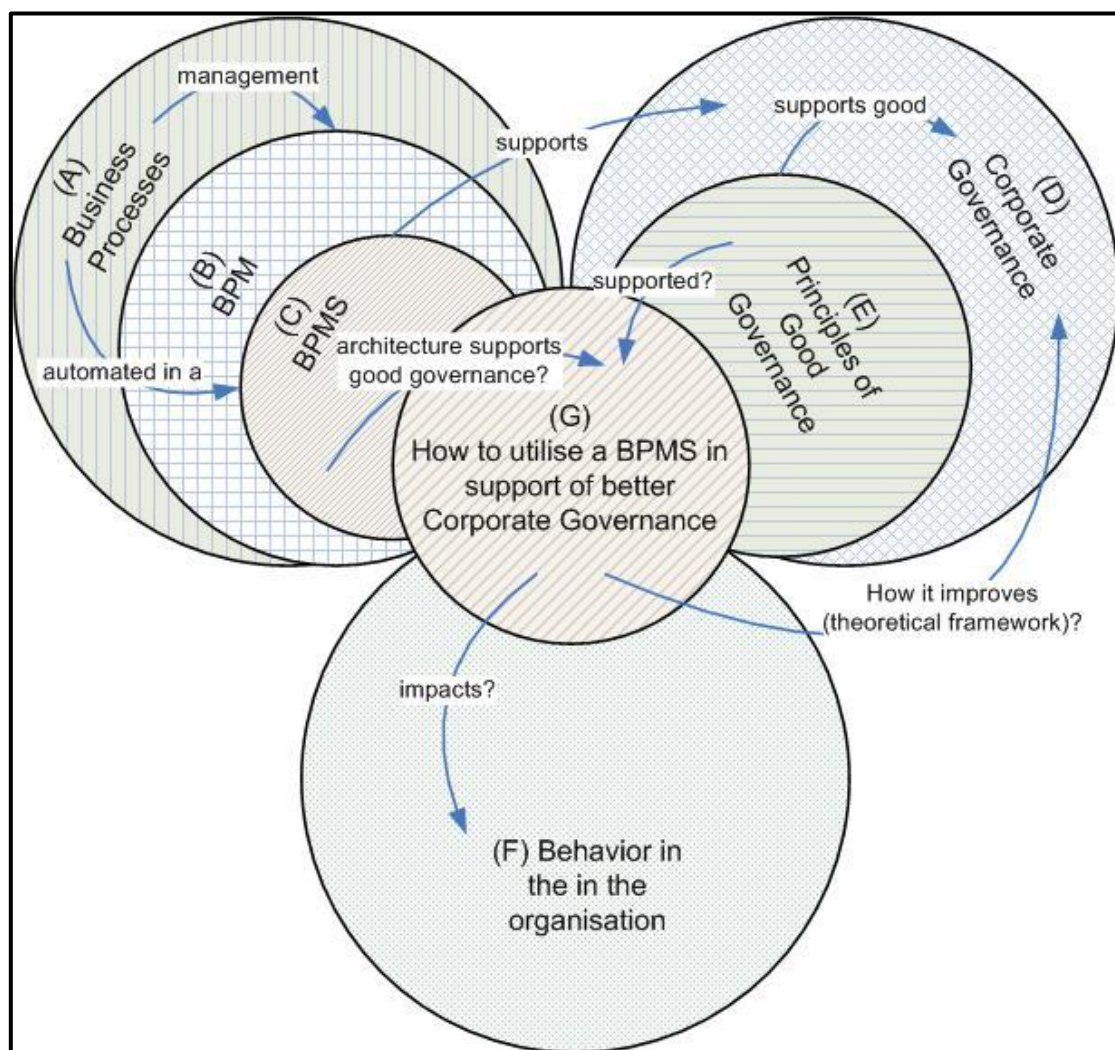 management
supports
supports good
(A)
Business
Processes
(B)
BPM
(C)
BPMS
automated in a
architecture supports
good governance?
supported?
(D)
Corporate
Governance
(E)
Principles of
Good
Governance
(G)
How to utilise a BPMS in
support of better
Corporate Governance
How it improves
(theoretical framework)?
impacts?
(F) Behavior in
the in the
organisation